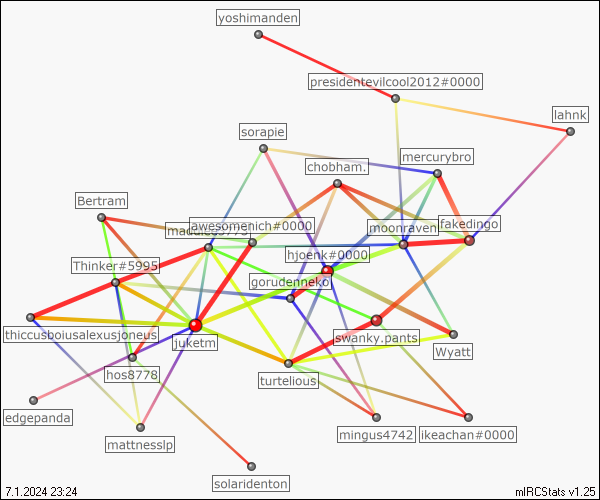 yoshimanden
presidentevilcool2012#0000
lahnk
sorapie
mercurybro
chobham.
Bertram
awesomenich#0000
moonraven
fakedingo
hjoenk#0000
Thinker#5995
gorudenneko
thiccusboiusalexusjoneus
juketm
swanky.pants
Wyatt
hos8778
turtelious
edgepanda
mattnesslp
mingus4742
ikeachan#0000
solaridenton
7.1.2024 23:24
mIRCStats v1.25